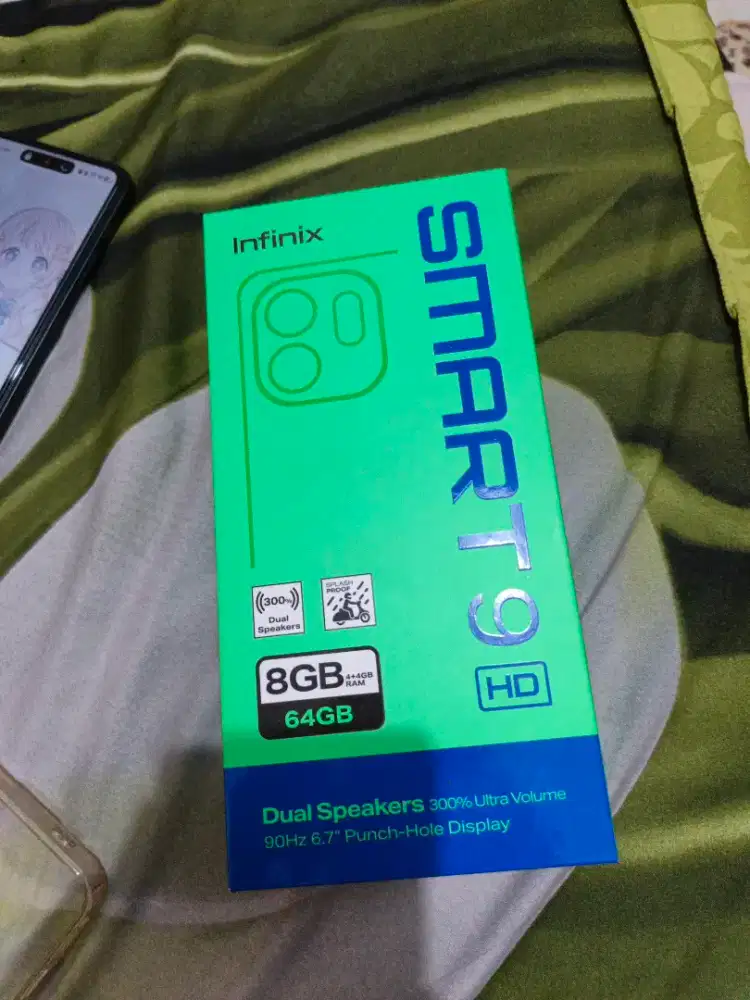 Infinix
SMART 9
HD
300%
Dual
Speakers
SPLASH
PROOF
8GB 4+4GB
RAM
64GB
Dual Speakers 300% Ultra Volume
90Hz 6.7" Punch-Hole Display